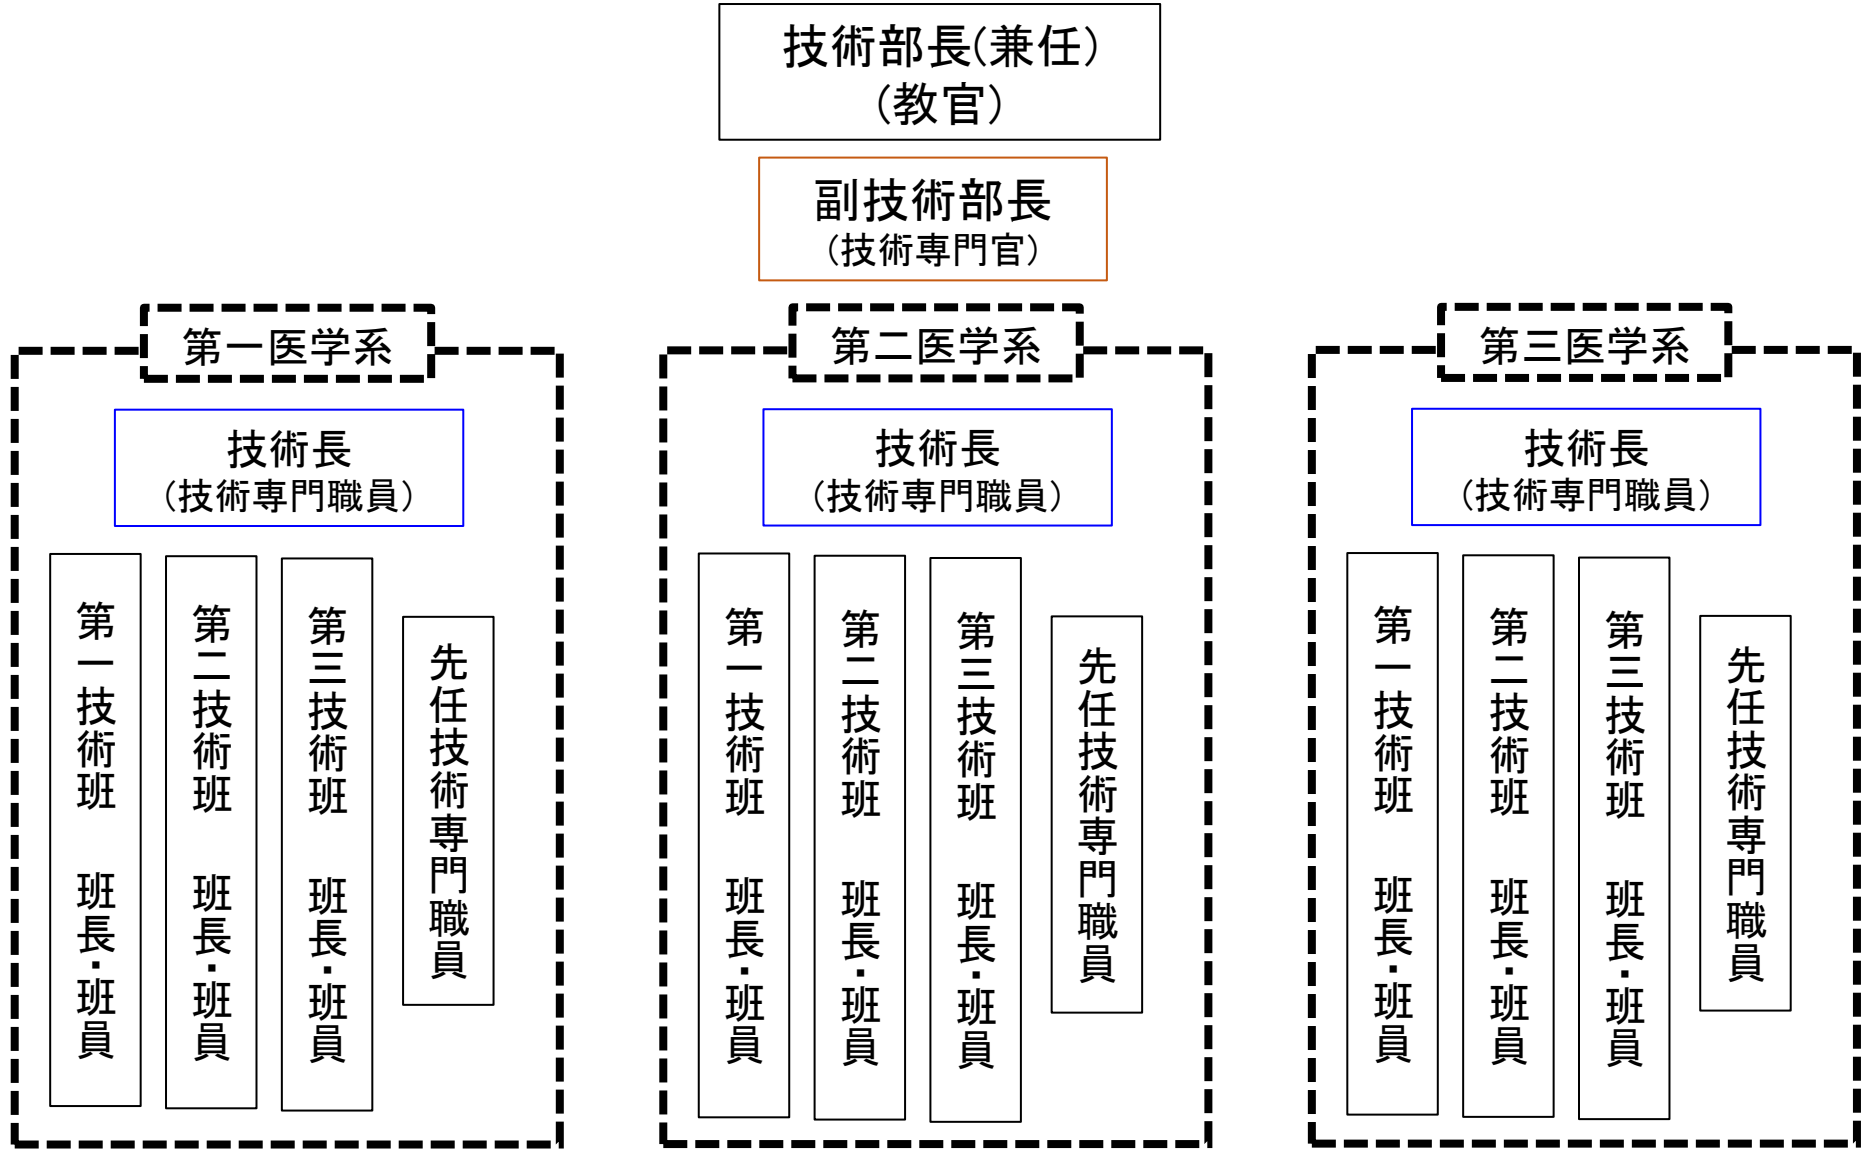 技術部長(兼任)
(教官)
副技術部長
(技術専門官)
第一医学系
技術長
(技術専門職員)
第一技術班 班長・班員
第二技術班 班長・班員
第三技術班 班長・班員
先任技術専門職員
第二医学系
技術長
(技術専門職員)
第一技術班 班長・班員
第二技術班 班長・班員
第三技術班 班長・班員
先任技術専門職員
第三医学系
技術長
(技術専門職員)
第一技術班 班長・班員
第二技術班 班長・班員
第三技術班 班長・班員
先任技術専門職員